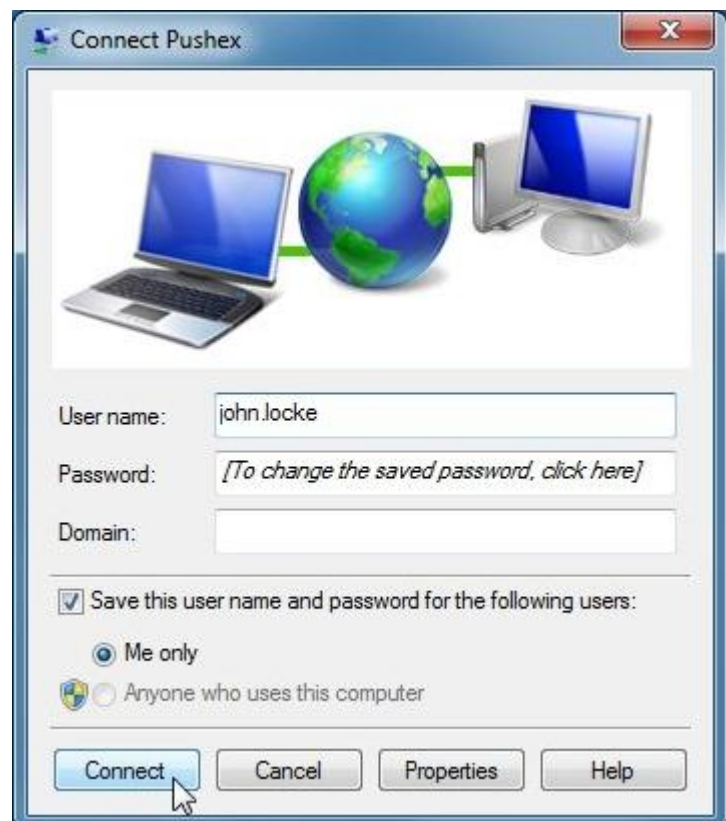 Connect Pushex
User name: john.locke
Password: [To change the saved password, click here]
Domain:
Save this user name and password for the following users:
Me only
Anyone who uses this computer
Connect Cancel Properties Help